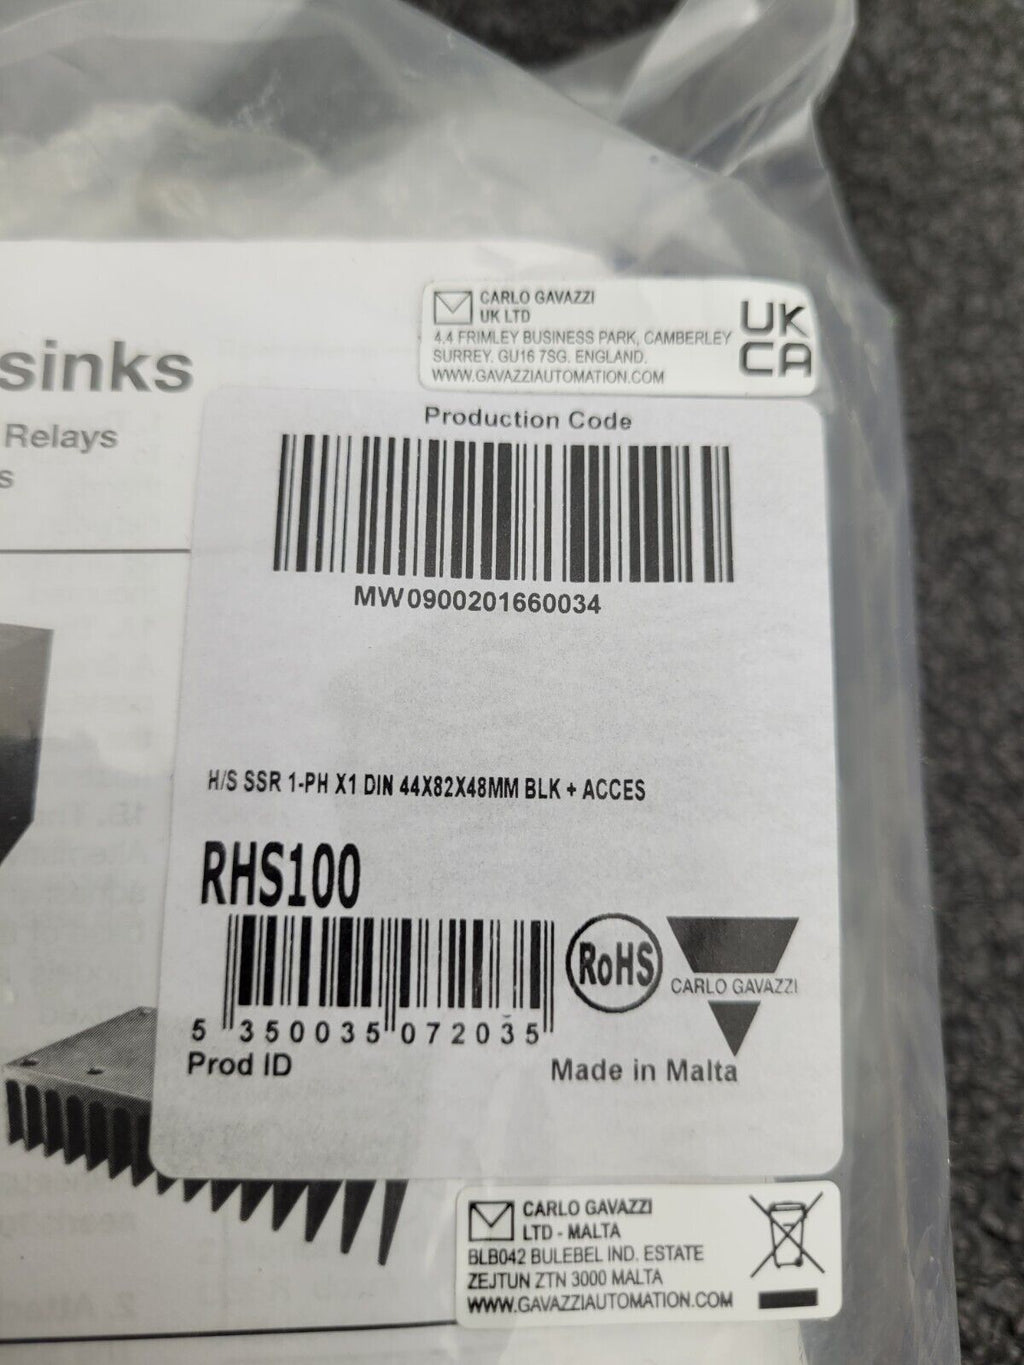 CARLO GAVAZZI
UK LTD
4.4 FRIMLEY BUSINESS PARK, CAMBERLEY
SURREY. GU16 7SG. ENGLAND.
WWW.GAVAZZIAUTOMATION.COM
UK
CA
sinks
Relays
s
Production Code
MW0900201660034
H/S SSR 1-PH X1 DIN 44X82X48MM BLK + ACCES
RHS100
RoHS
CARLO GAVAZZI
5 350035 072035
Prod ID
Made in Malta
CARLO GAVAZZI
LTD - MALTA
BLB042 BULEBEL IND. ESTATE
ZEJTUN ZTN 3000 MALTA
WWW.GAVAZZIAUTOMATION.COM